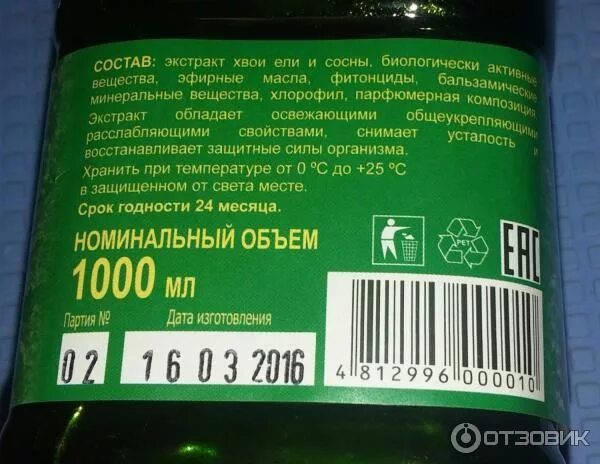 СОСТАВ: экстракт хвои ели и сосны, биологически активные
вещества, эфирные масла, фитонциды, бальзамические
минеральные вещества, хлорофил, парфюмерная композиция.
Экстракт обладает освежающими общеукрепляющими
расслабляющими свойствами, снимает усталость и
восстанавливает защитные силы организма.
Хранить при температуре от 0 ºС до +25 ºС
в защищенном от света месте.
Срок годности 24 месяца.
НОМИНАЛЬНЫЙ ОБЪЕМ
1000 мл
PET
EAC
Партия № Дата изготовления
02 16 03 2016
4 812996 000010
ОТЗОВИК